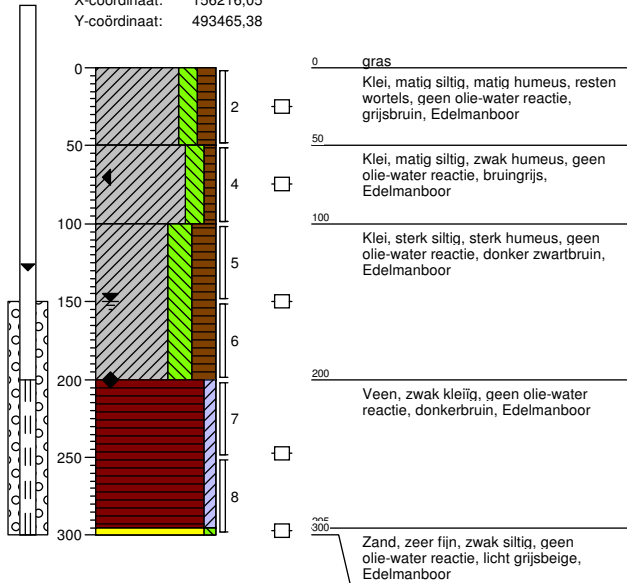 X-coördinaat: 156216,05
Y-coördinaat: 493465,38
0
50
100
150
200
250
300
2
4
5
6
7
8
0 gras
Klei, matig siltig, matig humeus, resten
wortels, geen olie-water reactie,
grijsbruin, Edelmanboor
50
Klei, matig siltig, zwak humeus, geen
olie-water reactie, bruingrijs,
Edelmanboor
100
Klei, sterk siltig, sterk humeus, geen
olie-water reactie, donker zwartbruin,
Edelmanboor
200
Veen, zwak kleiïg, geen olie-water
reactie, donkerbruin, Edelmanboor
300
Zand, zeer fijn, zwak siltig, geen
olie-water reactie, licht grijsbeige,
Edelmanboor